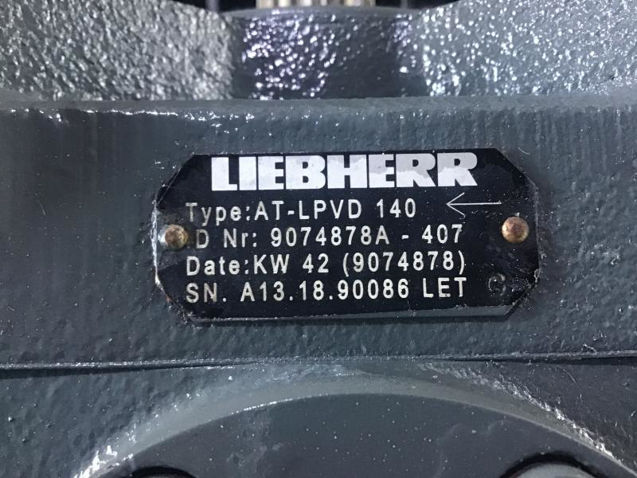 LIEBHERR
Type:AT-LPVD 140 ←
D Nr: 9074878A - 407
Date:KW 42 (9074878)
SN. A13.18.90086 LET